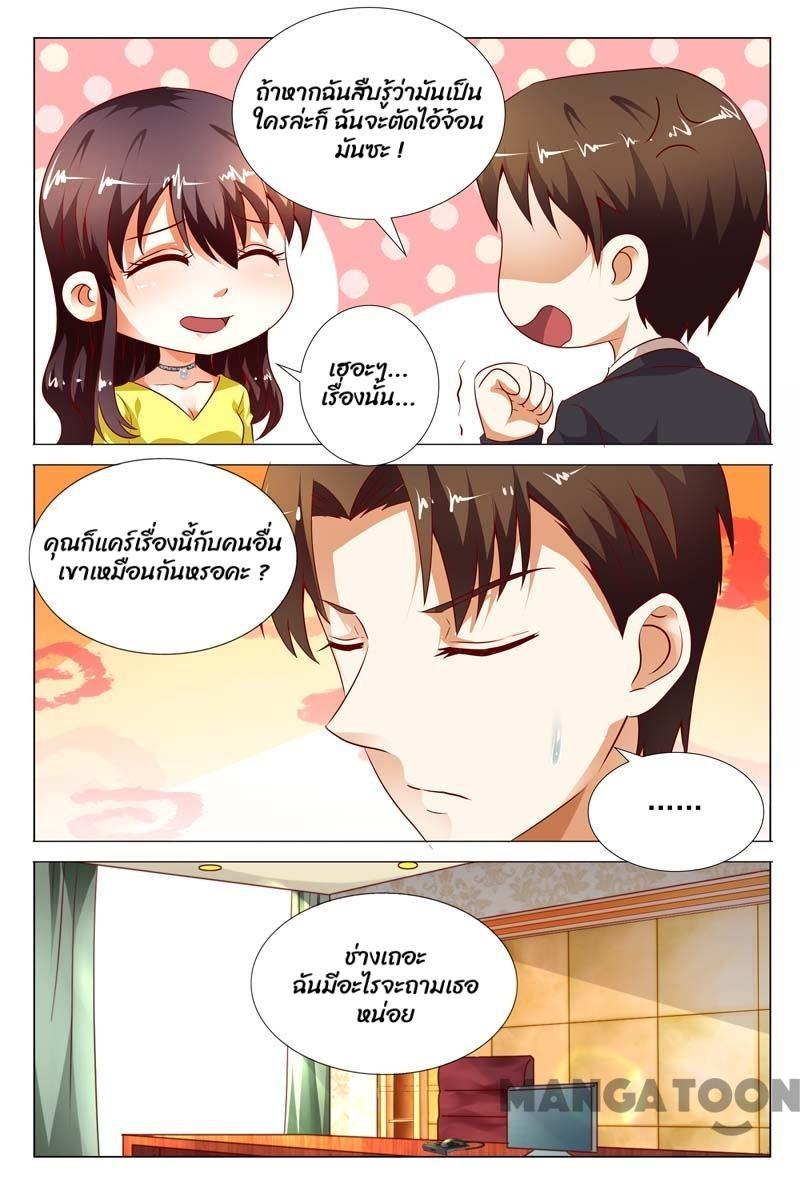 ถ้าหากฉันสืบรู้ว่ามันเป็น
ใครล่ะก็ ฉันจะตัดไอ้จ้อน
มันซะ !
เฮอะๆ...
เรื่องนั้น...
คุณก็แคร์เรื่องนี้กับคนอื่น
เขาเหมือนกันหรอคะ ?
......
ช่างเถอะ
ฉันมีอะไรจะถามเธอ
หน่อย
MANGATOON